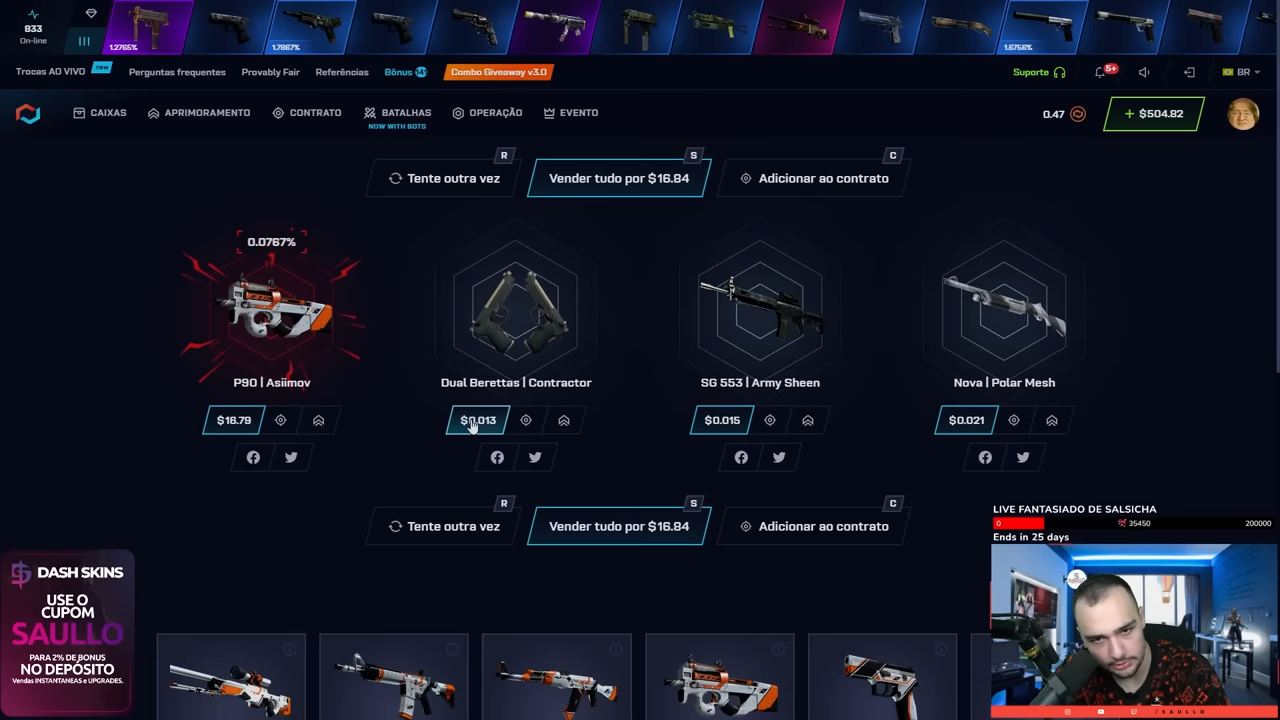 833
On-line
1.2765%
1.7867%
1.6756%
Trocas AO VIVO new Perguntas frequentes Provably Fair Referências Bônus Combo Giveaway v3.0 Suporte 5+ BR
CAIXAS APRIMORAMENTO CONTRATO BATALHAS OPERAÇÃO EVENTO 0.47 + $504.82
NOW WITH BOTS
R S C
Tente outra vez Vender tudo por $16.84 Adicionar ao contrato
0.0767%
P90 | Asiimov Dual Berettas | Contractor SG 553 | Army Sheen Nova | Polar Mesh
$16.79 $0.013 $0.015 $0.021
R S C
Tente outra vez Vender tudo por $16.84 Adicionar ao contrato
LIVE FANTASIADO DE SALSICHA
0 35450 200000
Ends in 25 days
DASH SKINS
USE O
CUPOM
SAULLO
PARA 2% DE BONUS
NO DEPÓSITO
Vendas INSTANTANEAS e UPGRADES.
/SAULLO